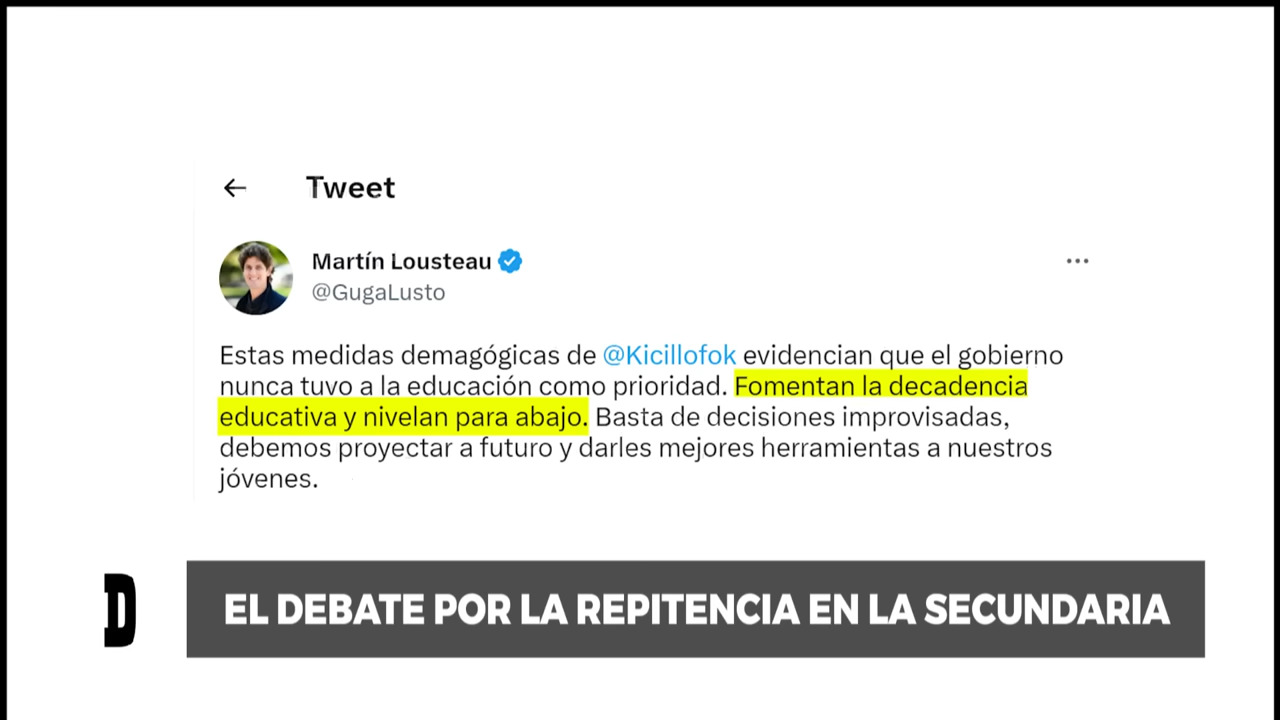 Tweet
Martín Lousteau
@GugaLusto
Estas medidas demagógicas de @Kicillofok evidencian que el gobierno
nunca tuvo a la educación como prioridad. Fomentan la decadencia
educativa y nivelan para abajo. Basta de decisiones improvisadas,
debemos proyectar a futuro y darles mejores herramientas a nuestros
jóvenes.
D
EL DEBATE POR LA REPITENCIA EN LA SECUNDARIA